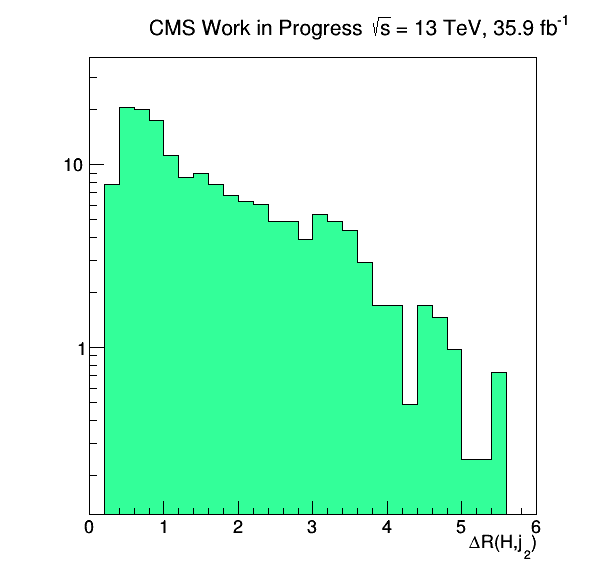 CMS Work in Progress √s = 13 TeV, 35.9 fb⁻¹
10
1
0 1 2 3 4 5 6
ΔR(H,j₂)